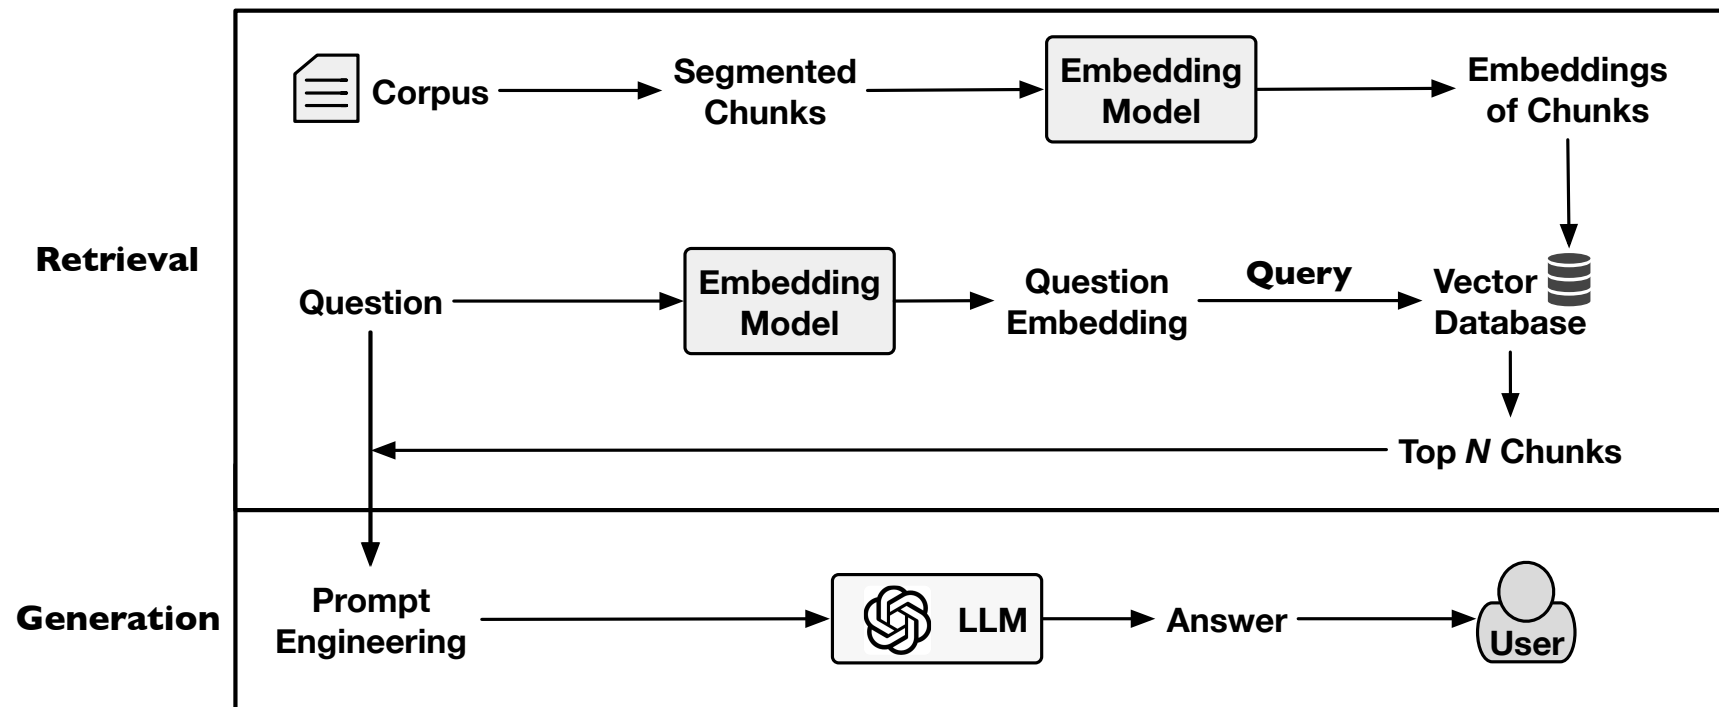 Corpus
Segmented
Chunks
Embedding
Model
Embeddings
of Chunks
Retrieval
Question
Embedding
Model
Question
Embedding
Query
Vector
Database
Top N Chunks
Generation
Prompt
Engineering
LLM
Answer
User